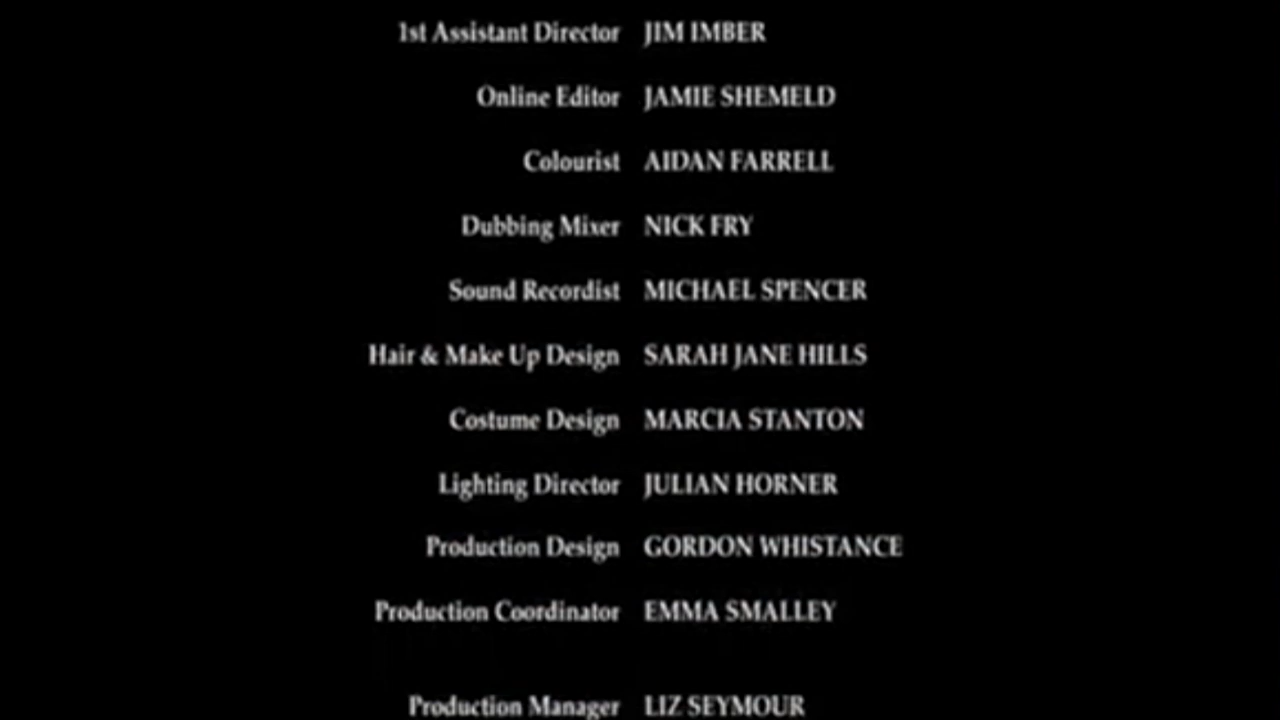 1st Assistant Director JIM IMBER
Online Editor JAMIE SHEMELD
Colourist AIDAN FARRELL
Dubbing Mixer NICK FRY
Sound Recordist MICHAEL SPENCER
Hair & Make Up Design SARAH JANE HILLS
Costume Design MARCIA STANTON
Lighting Director JULIAN HORNER
Production Design GORDON WHISTANCE
Production Coordinator EMMA SMALLEY
Production Manager LIZ SEYMOUR